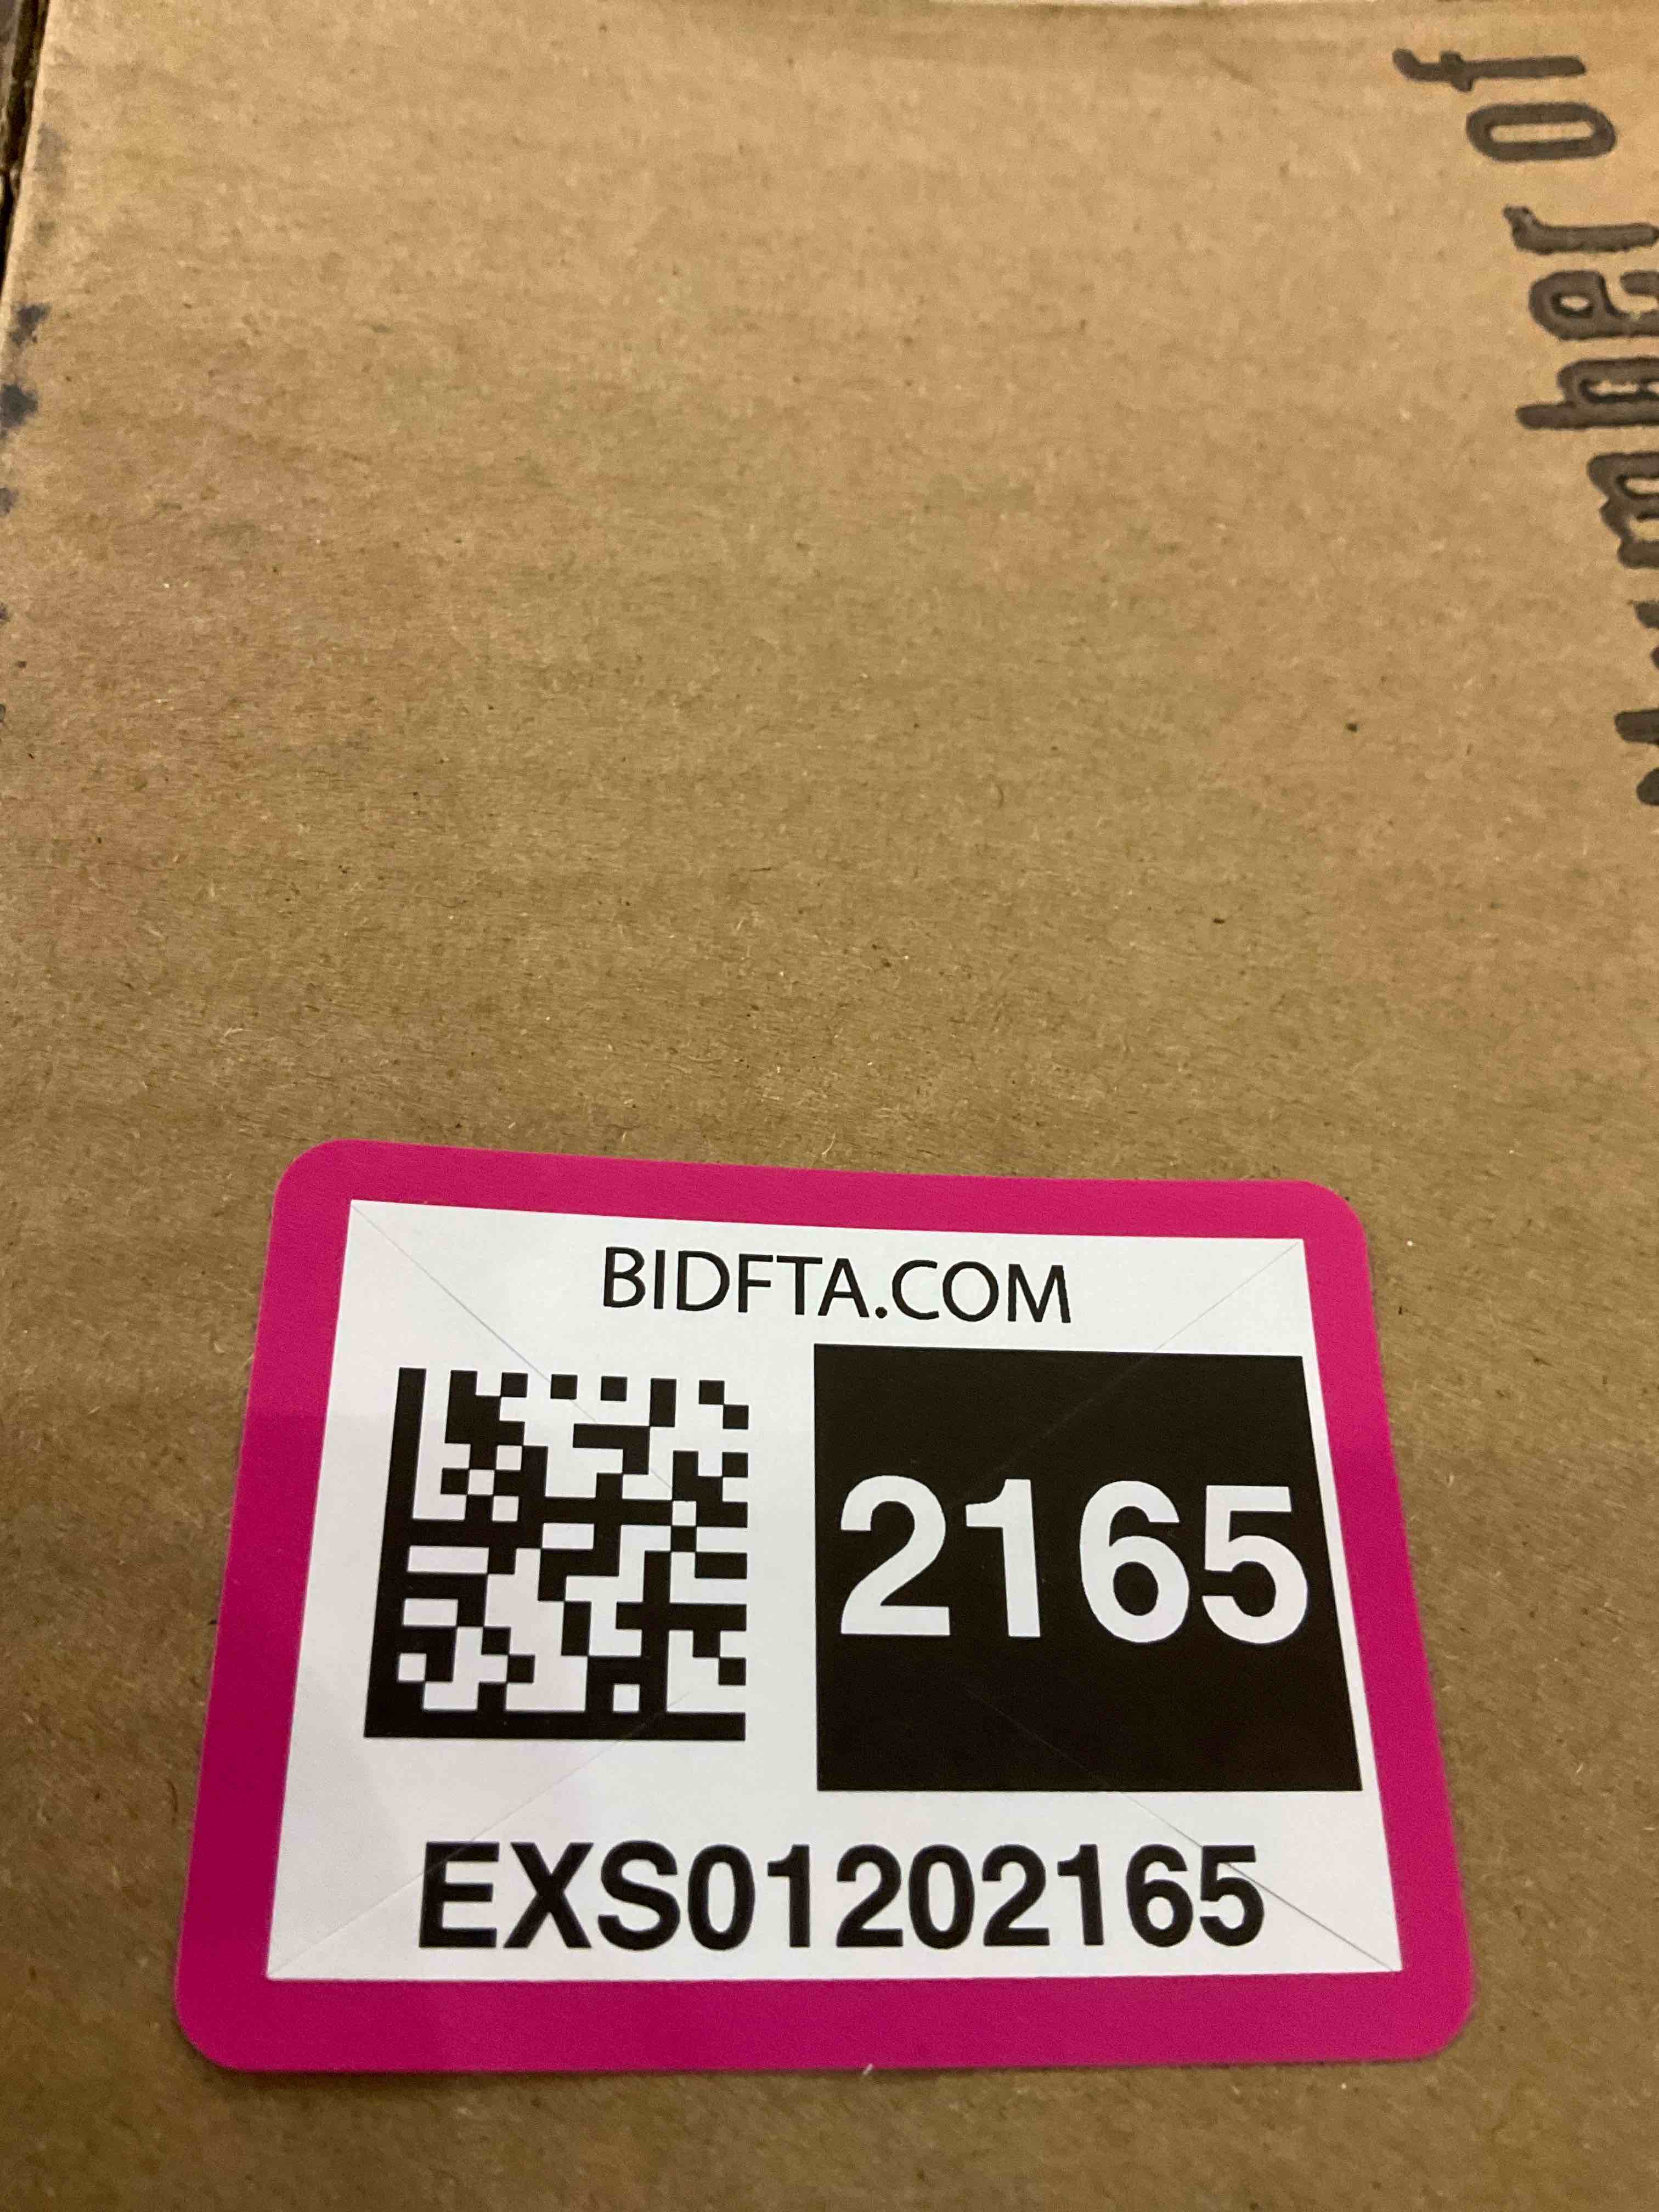 Number of
BIDFTA.COM
2165
EXS01202165